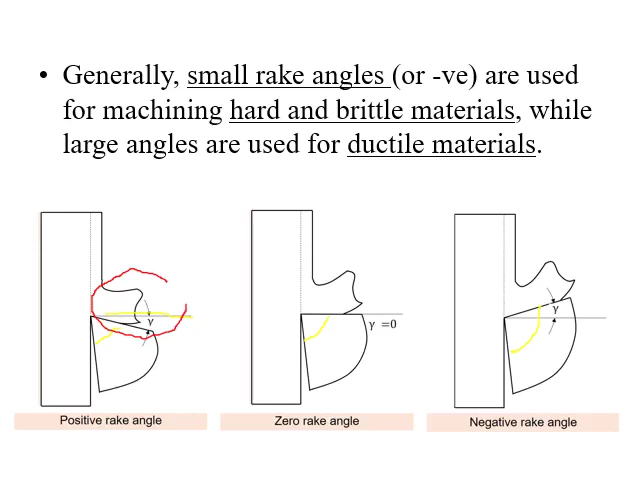 • Generally, small rake angles (or -ve) are used
for machining hard and brittle materials, while
large angles are used for ductile materials.
γ
γ =0
γ
Positive rake angle
Zero rake angle
Negative rake angle